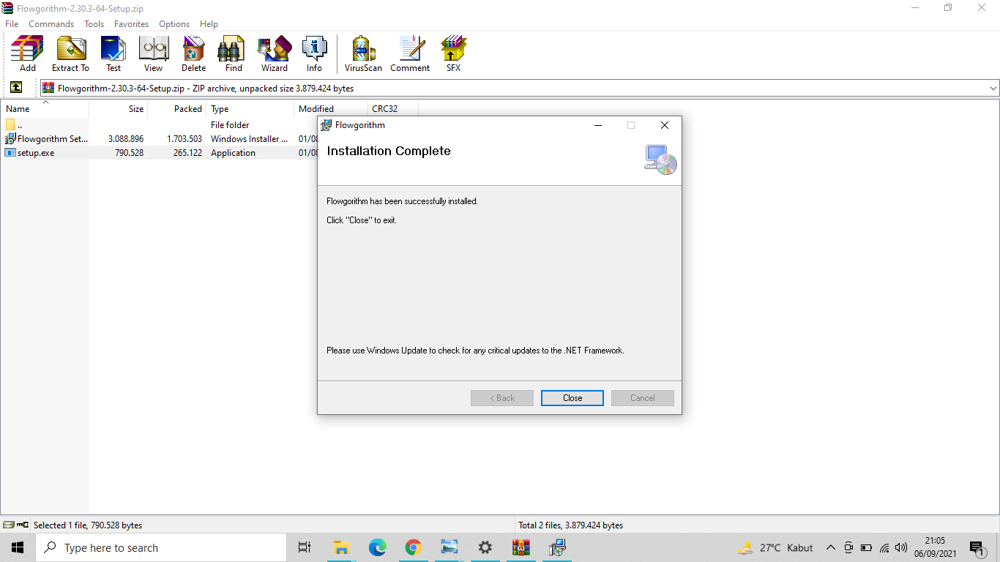 Flowgorithm-2.30.3-64-Setup.zip
File Commands Tools Favorites Options Help
Add Extract To Test View Delete Find Wizard Info VirusScan Comment SFX
Flowgorithm-2.30.3-64-Setup.zip - ZIP archive, unpacked size 3.879.424 bytes
Name Size Packed Type Modified CRC32
.. File folder
Flowgorithm Set... 3.088.896 1.703.503 Windows Installer ... 01/08
setup.exe 790.528 265.122 Application 01/08
Flowgorithm
Installation Complete
Flowgorithm has been successfully installed.
Click "Close" to exit.
Please use Windows Update to check for any critical updates to the .NET Framework.
< Back Close Cancel
Selected 1 file, 790.528 bytes Total 2 files, 3.879.424 bytes
Type here to search
27°C Kabut
21:05
06/09/2021
1